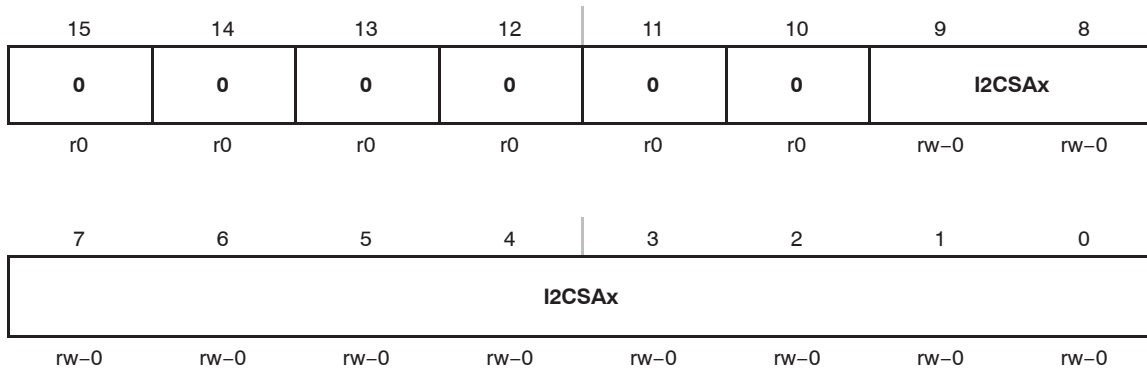 15 14 13 12 11 10 9 8
0 0 0 0 0 0 I2CSAx
r0 r0 r0 r0 r0 r0 rw−0 rw−0
7 6 5 4 3 2 1 0
I2CSAx
rw−0 rw−0 rw−0 rw−0 rw−0 rw−0 rw−0 rw−0